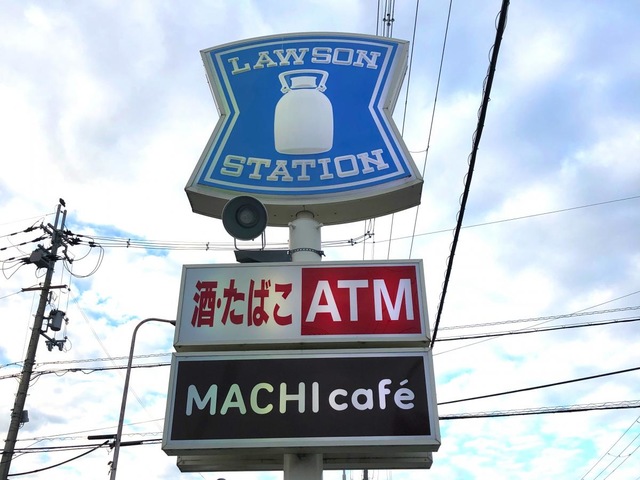 LAWSON
STATION
酒・たばこ ATM
MACHI café